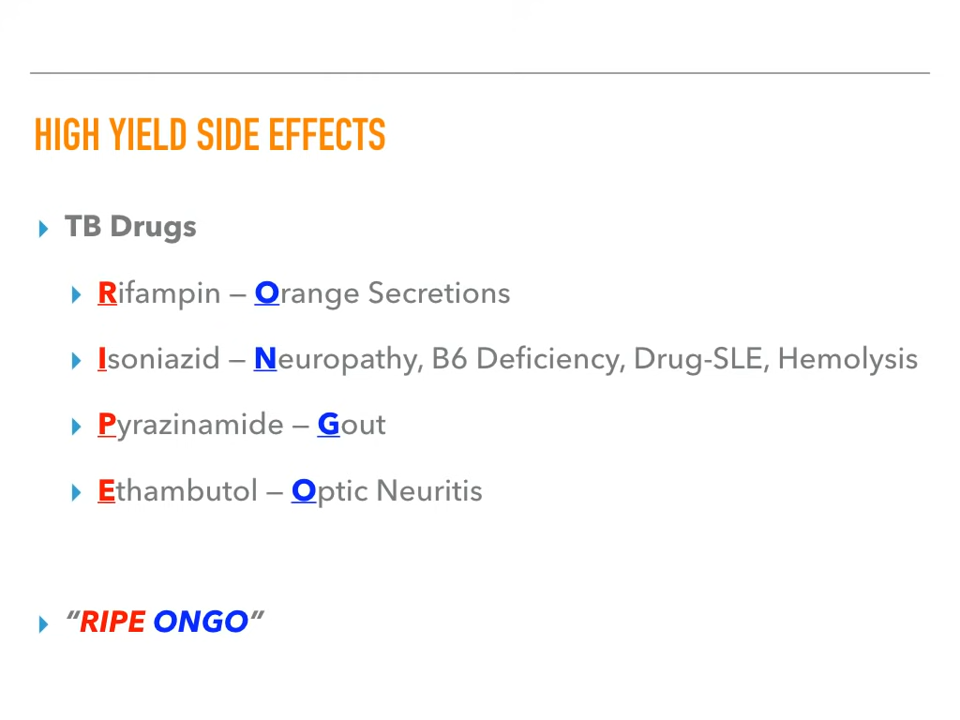 HIGH YIELD SIDE EFFECTS
TB Drugs
Rifampin – Orange Secretions
Isoniazid – Neuropathy, B6 Deficiency, Drug-SLE, Hemolysis
Pyrazinamide – Gout
Ethambutol – Optic Neuritis
“RIPE ONGO”